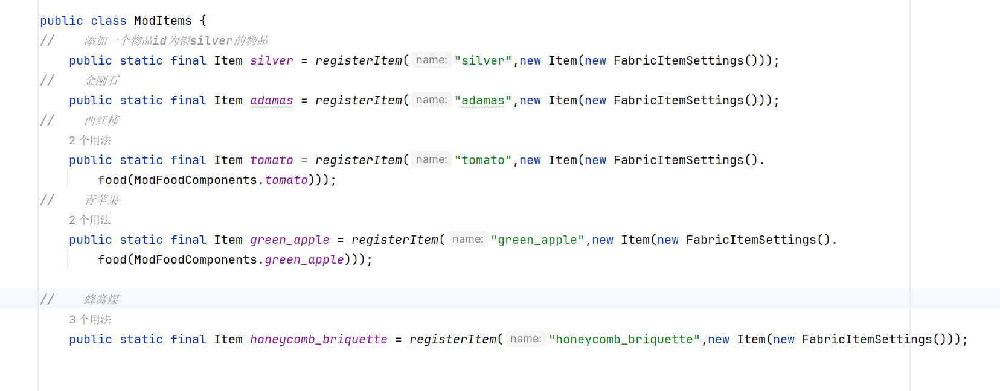 public class ModItems {
//    添加一个物品id为银silver的物品
    public static final Item silver = registerItem( name: "silver",new Item(new FabricItemSettings()));
//    金刚石
    public static final Item adamas = registerItem( name: "adamas",new Item(new FabricItemSettings()));
//    西红柿
    2 个用法
    public static final Item tomato = registerItem( name: "tomato",new Item(new FabricItemSettings().
        food(ModFoodComponents.tomato)));
//    青苹果
    2 个用法
    public static final Item green_apple = registerItem( name: "green_apple",new Item(new FabricItemSettings().
        food(ModFoodComponents.green_apple)));
//    蜂窝煤
    3 个用法
    public static final Item honeycomb_briquette = registerItem( name: "honeycomb_briquette",new Item(new FabricItemSettings()));